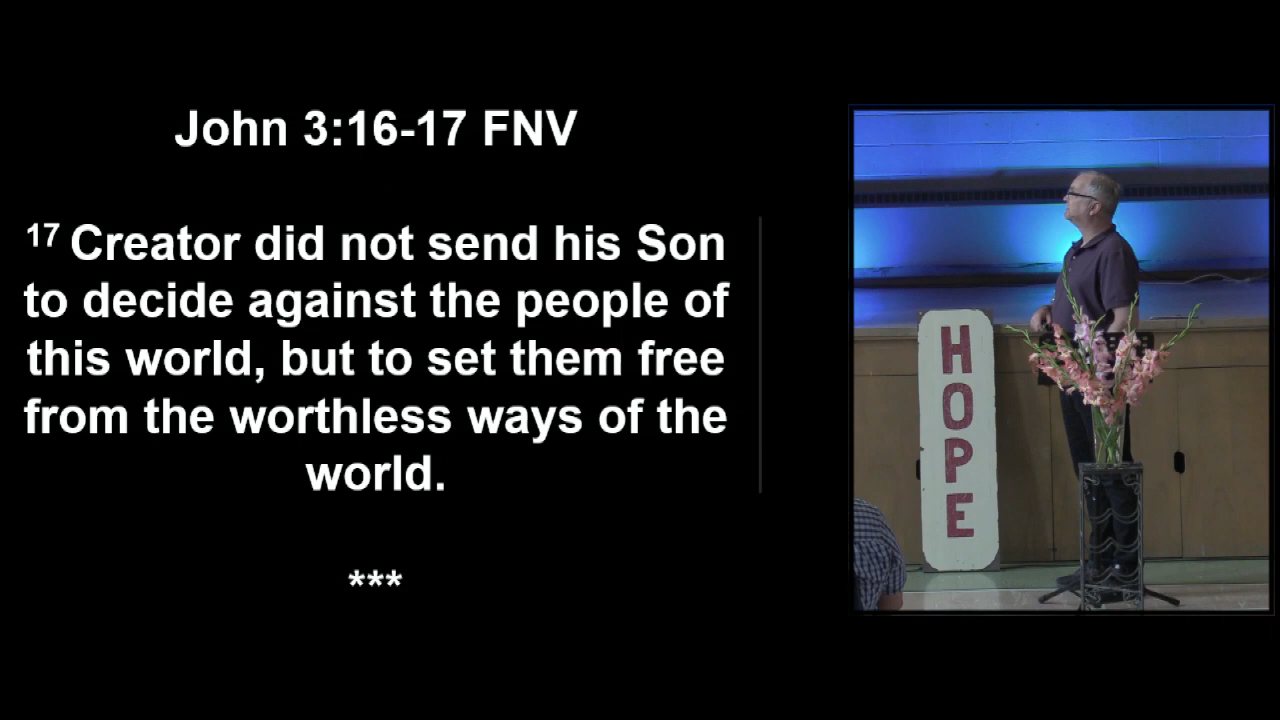 John 3:16-17 FNV
17 Creator did not send his Son
to decide against the people of
this world, but to set them free
from the worthless ways of the
world.
***
HOPE